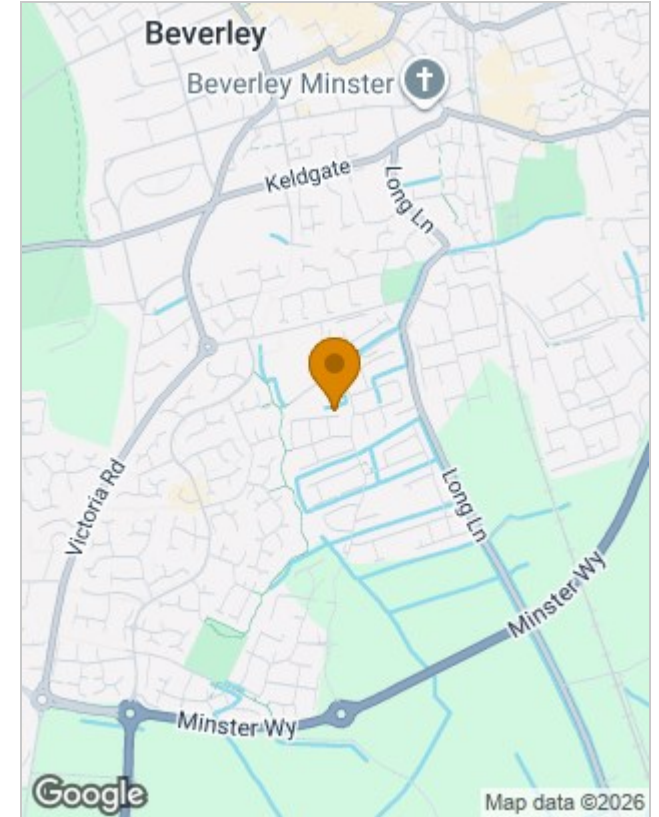 Beverley
Beverley Minster
Keldgate
Long Ln
Victoria Rd
Long Ln
Minster Wy
Minster Wy
Google
Map data ©2026